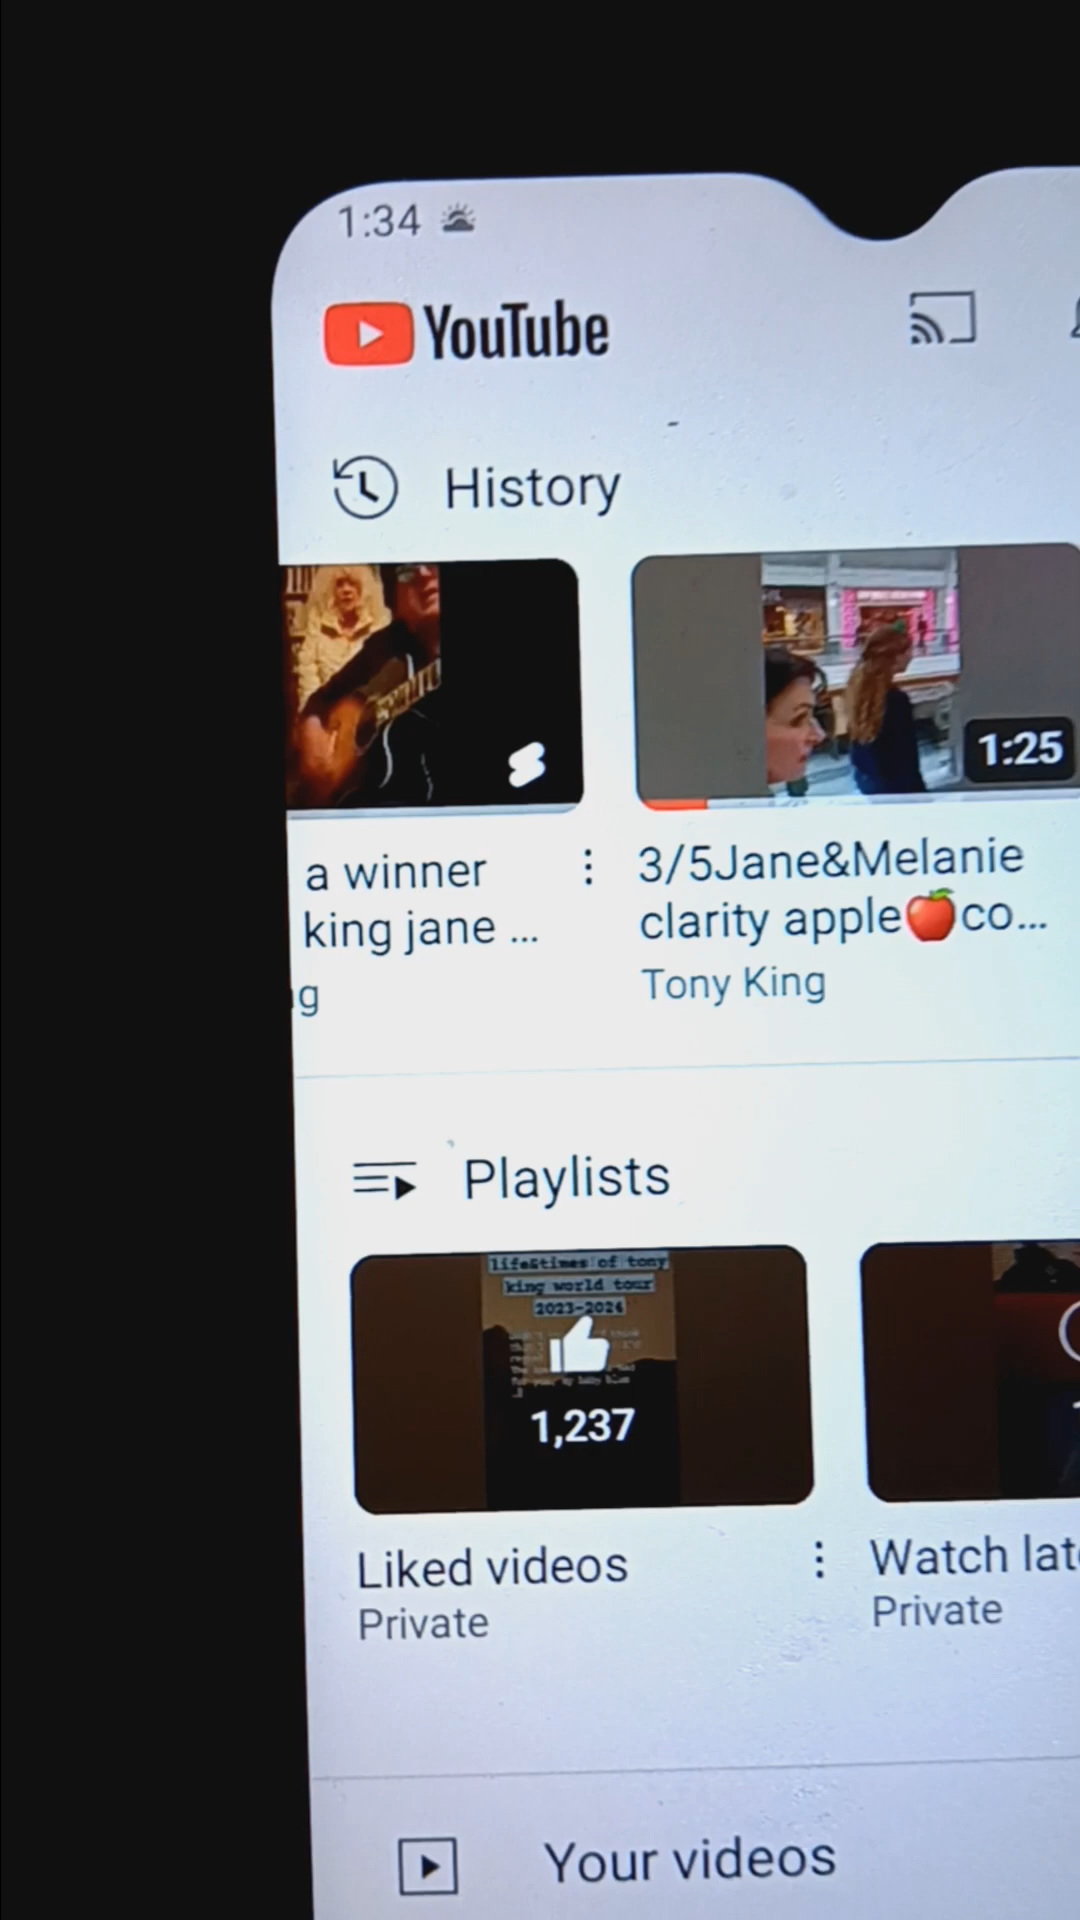 1:34
YouTube
History
1:25
a winner
king jane ...
g
3/5Jane&Melanie
clarity apple🍎co...
Tony King
Playlists
life&times of tony
king world tour
2023-2024
1,237
Liked videos
Private
Watch lat
Private
Your videos